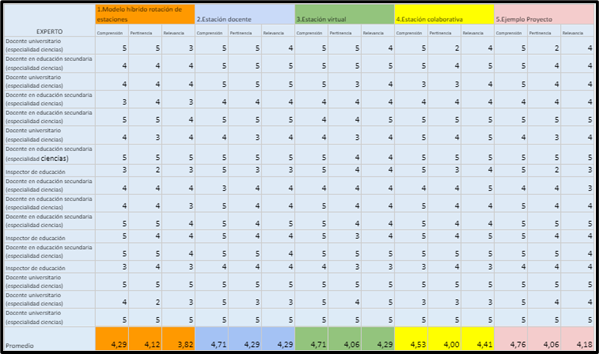 1.Modelo híbrido rotación de
estaciones 2.Estación docente 3.Estación virtual 4.Estación colaborativa 5.Ejemplo Proyecto
EXPERTO Comprensión Pertinencia Relevancia Comprensión Pertinencia Relevancia Comprensión Pertinencia Relevancia Comprensión Pertinencia Relevancia Comprensión Pertinencia Relevancia
Docente universitario
(especialidad ciencias) 5 5 3 5 5 4 5 5 4 5 2 4 5 2 4
Docente en educación secundaria
(especialidad ciencias) 5 4 4 5 5 5 5 5 5 5 4 4 5 5 4
Docente universitario
(especialidad ciencias) 4 4 4 5 5 5 5 3 4 3 3 4 5 4 4
Docente en educación secundaria
(especialidad ciencias) 3 4 3 4 4 4 4 4 4 4 4 4 4 4 4
Docente en educación secundaria
(especialidad ciencias) 5 5 4 5 5 5 4 4 5 5 5 5 5 5 5
Docente universitario
(especialidad ciencias) 4 3 4 4 3 4 4 3 4 5 4 5 4 3 4
Docente en educación secundaria
(especialidad ciencias) 5 5 5 5 5 5 5 4 4 5 5 5 5 5 5
Inspector de educación 3 2 3 5 3 3 5 4 4 5 3 4 5 2 3
Docente en educación secundaria
(especialidad ciencias) 4 4 4 3 4 4 4 4 4 4 4 5 4 4 3
Docente en educación secundaria
(especialidad ciencias) 4 4 3 5 4 4 5 4 4 5 4 4 5 4 4
Docente en educación secundaria
(especialidad ciencias) 5 5 4 5 4 5 5 4 4 4 4 5 5 5 4
Inspector de educación 5 4 4 5 4 4 5 3 4 5 4 5 5 4 4
Docente en educación secundaria
(especialidad ciencias) 5 5 4 5 5 4 5 5 5 5 5 5 5 5 4
Inspector de educación 3 4 3 4 3 4 4 3 3 3 3 4 3 4 4
Docente universitario
(especialidad ciencias) 5 5 5 5 5 5 5 5 5 5 5 5 5 5 5
Docente universitario
(especialidad ciencias) 4 2 3 5 3 3 5 4 5 3 3 3 5 4 4
Docente universitario
(especialidad ciencias) 5 5 5 5 5 5 5 5 5 5 5 5 5 5 5
Promedio 4,29 4,12 3,82 4,71 4,29 4,29 4,71 4,06 4,29 4,53 4,00 4,41 4,76 4,06 4,18